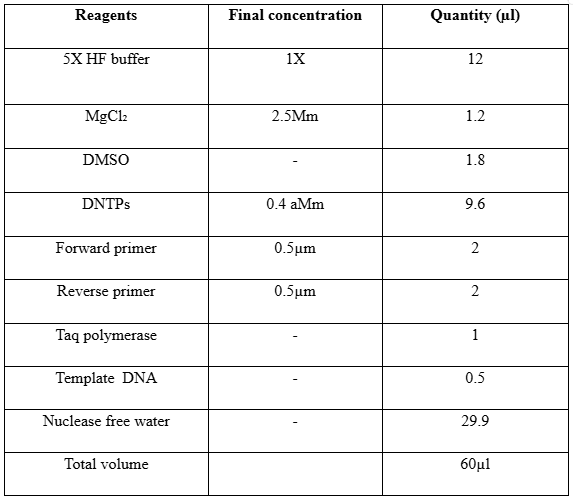 Reagents Final concentration Quantity (µl)
5X HF buffer 1X 12
MgCl₂ 2.5Mm 1.2
DMSO - 1.8
DNTPs 0.4 aMm 9.6
Forward primer 0.5µm 2
Reverse primer 0.5µm 2
Taq polymerase - 1
Template DNA - 0.5
Nuclease free water - 29.9
Total volume 60µl